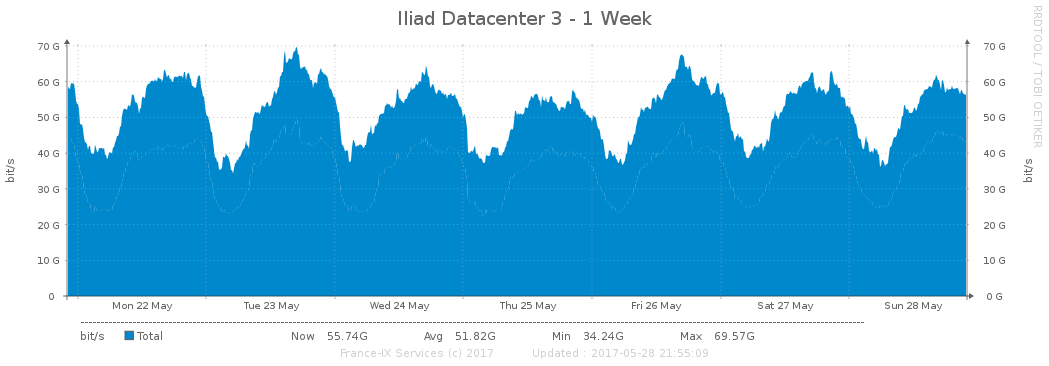 Iliad Datacenter 3 - 1 Week
RRDTOOL / TOBI OETIKER
70 G 70 G
60 G 60 G
50 G 50 G
40 G 40 G
30 G 30 G
20 G 20 G
10 G 10 G
0 0 G
bit/s bit/s
Mon 22 May Tue 23 May Wed 24 May Thu 25 May Fri 26 May Sat 27 May Sun 28 May
bit/s Total Now 55.74G Avg 51.82G Min 34.24G Max 69.57G
France-IX Services (c) 2017 Updated : 2017-05-28 21:55:09